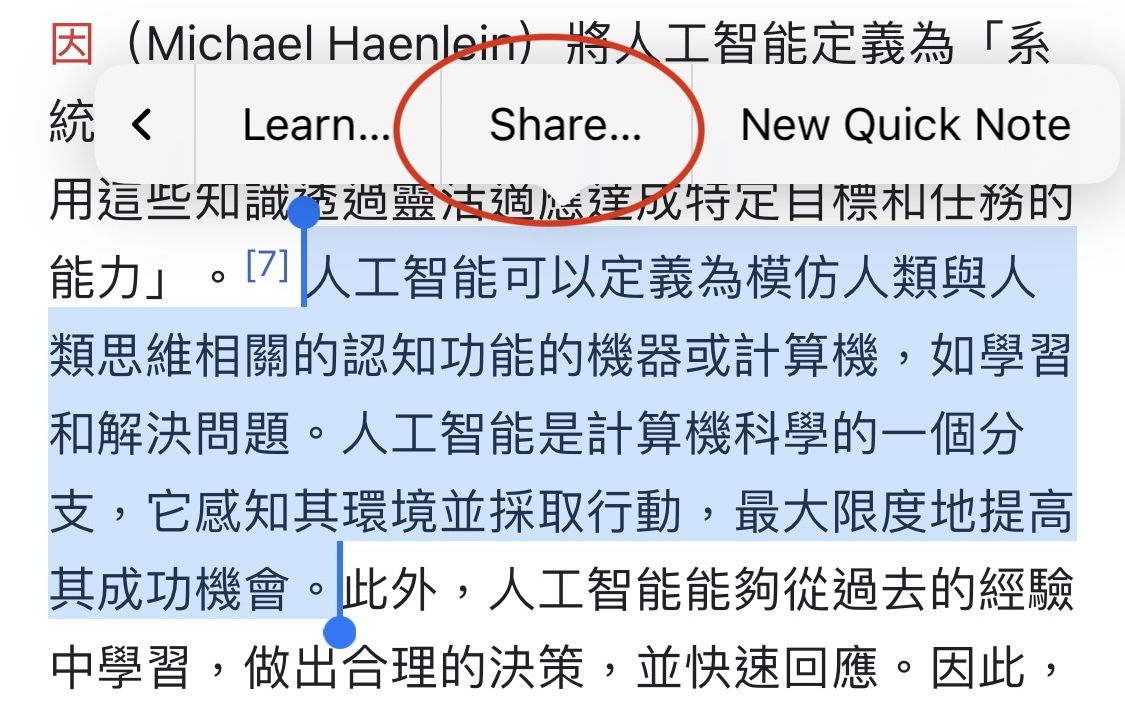 因（Michael Haenlein）將人工智能定義為「系
統
< Learn... Share... New Quick Note
用這些知識透過靈活適應達成特定目標和任務的
能力」。[7]人工智能可以定義為模仿人類與人
類思維相關的認知功能的機器或計算機，如學習
和解決問題。人工智能是計算機科學的一個分
支，它感知其環境並採取行動，最大限度地提高
其成功機會。此外，人工智能能夠從過去的經驗
中學習，做出合理的決策，並快速回應。因此，